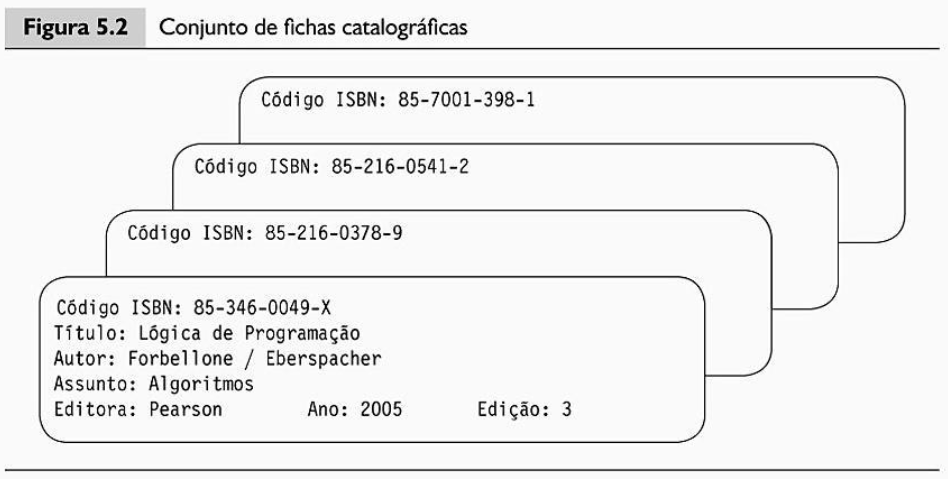 Figura 5.2 Conjunto de fichas catalográficas
Código ISBN: 85-7001-398-1
Código ISBN: 85-216-0541-2
Código ISBN: 85-216-0378-9
Código ISBN: 85-346-0049-X
Título: Lógica de Programação
Autor: Forbellone / Eberspacher
Assunto: Algoritmos
Editora: Pearson Ano: 2005 Edição: 3